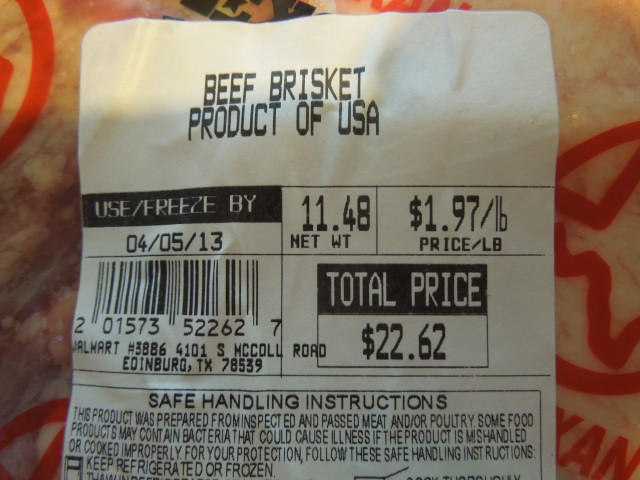 BEEF BRISKET
PRODUCT OF USA
USE/FREEZE BY
04/05/13
11.48
NET WT
$1.97/lb
PRICE/LB
TOTAL PRICE
$22.62
2 01573 52262 7
WALMART #3886 4101 S MCCOLL ROAD
EDINBURG, TX 78539
SAFE HANDLING INSTRUCTIONS
THIS PRODUCT WAS PREPARED FROM INSPECTED AND PASSED MEAT AND/OR POULTRY. SOME FOOD
PRODUCTS MAY CONTAIN BACTERIA THAT COULD CAUSE ILLNESS IF THE PRODUCT IS MISHANDLED
OR COOKED IMPROPERLY. FOR YOUR PROTECTION, FOLLOW THESE SAFE HANDLING INSTRUCTIONS:
KEEP REFRIGERATED OR FROZEN.
COOK THOROUGHLY